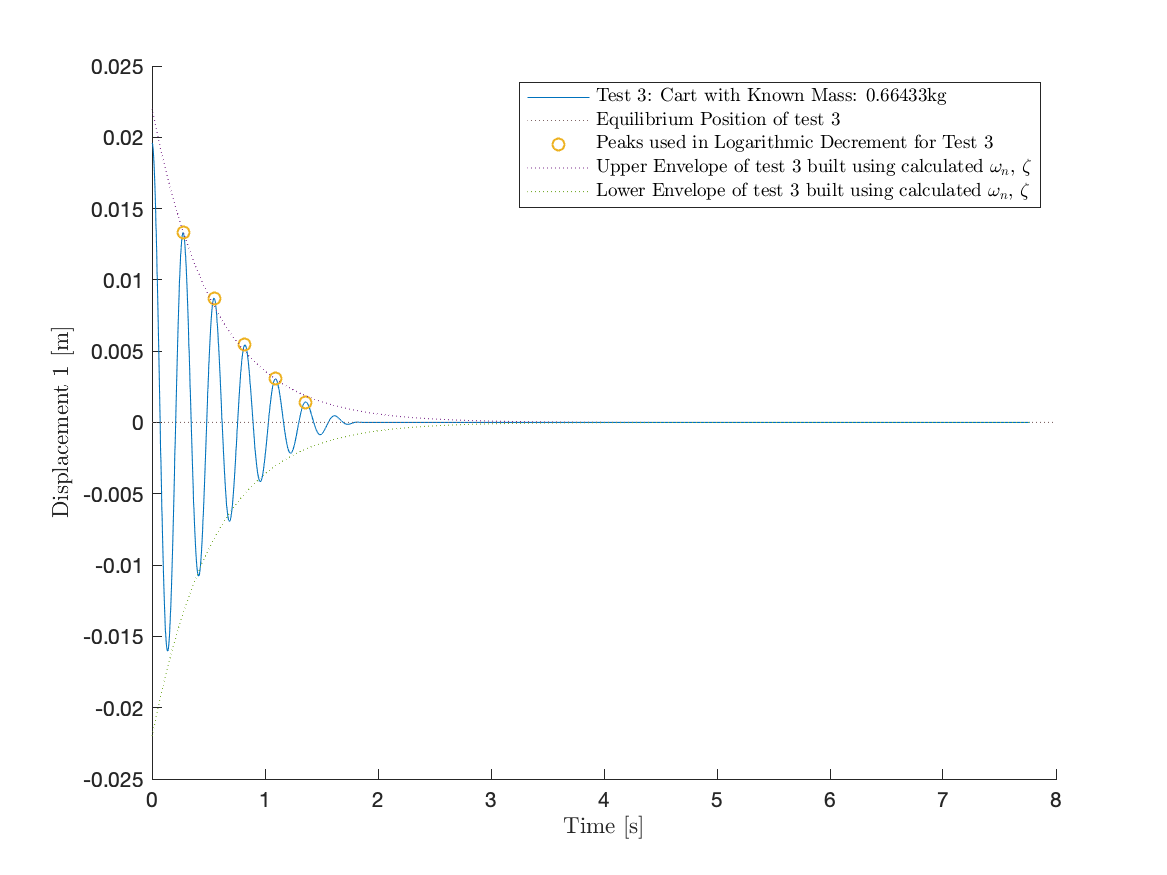 0.025
0.02
0.015
0.01
0.005
0
-0.005
-0.01
-0.015
-0.02
-0.025
Displacement 1 [m]
Test 3: Cart with Known Mass: 0.66433kg
Equilibrium Position of test 3
Peaks used in Logarithmic Decrement for Test 3
Upper Envelope of test 3 built using calculated ωn, ζ
Lower Envelope of test 3 built using calculated ωn, ζ
0 1 2 3 4 5 6 7 8
Time [s]